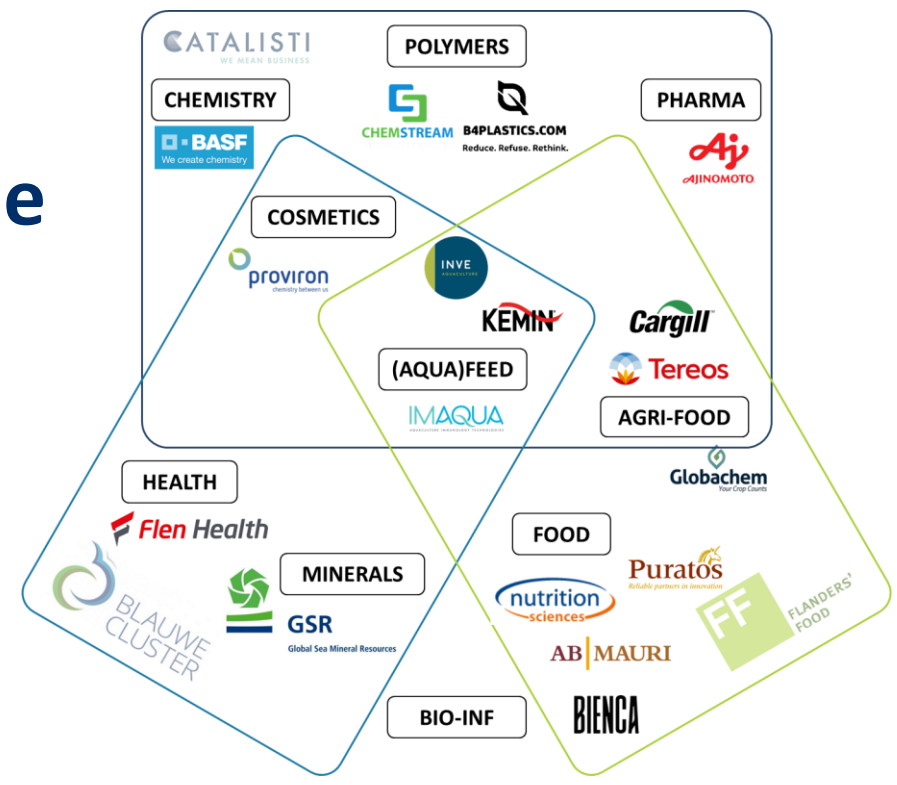 CATALISTI
WE MEAN BUSINESS
POLYMERS
CHEMISTRY
PHARMA
BASF
We create chemistry
CHEMSTREAM
B4PLASTICS.COM
Reduce. Refuse. Rethink.
Aj
AJINOMOTO
e
COSMETICS
INVE
AQUACULTURE
proviron
chemistry between us
KEMIN
Cargill
(AQUA)FEED
Tereos
IMAQUA
AGRI-FOOD
Globachem
Your Crop Counts
HEALTH
Flen Health
FOOD
MINERALS
Puratos
Reliable partners in innovation
nutrition
sciences
BLAUWE
CLUSTER
GSR
Global Sea Mineral Resources
FF
FLANDERS'
FOOD
AB MAURI
BIO-INF
BIENCA